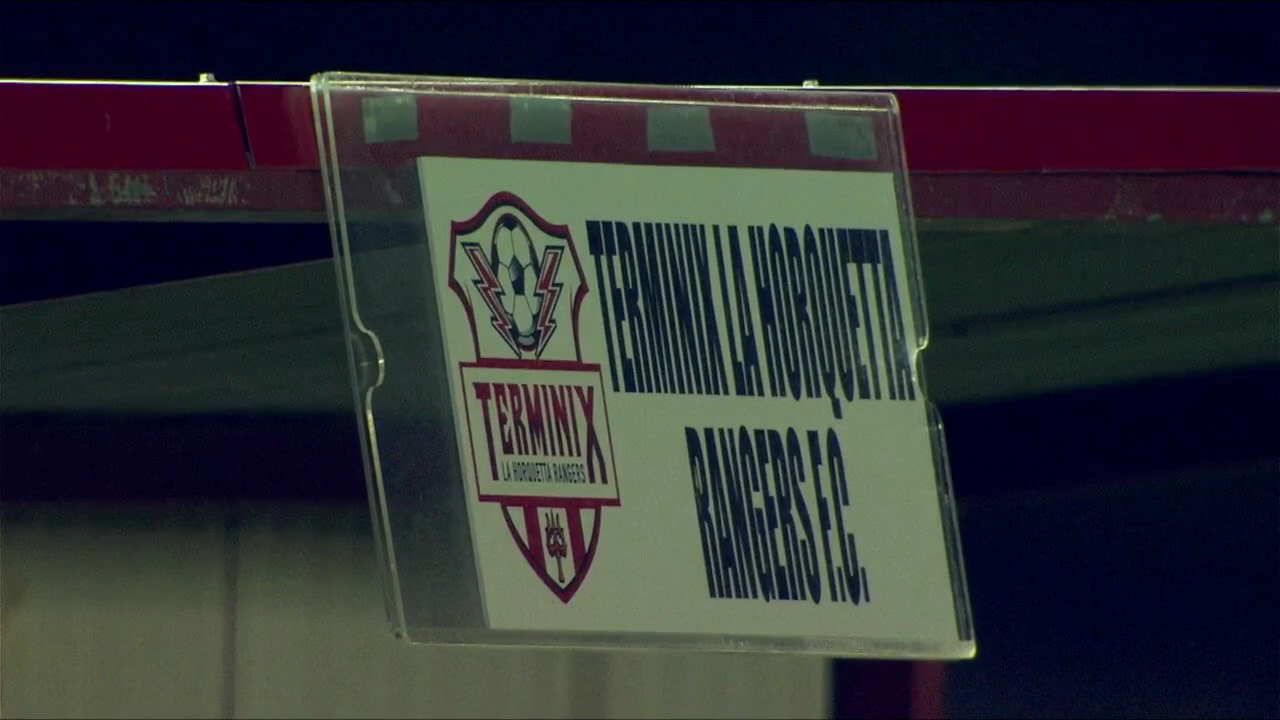 TERMINIX LA HORQUETTA
RANGERS F.C.
TERMINIX
LA HORQUETTA RANGERS